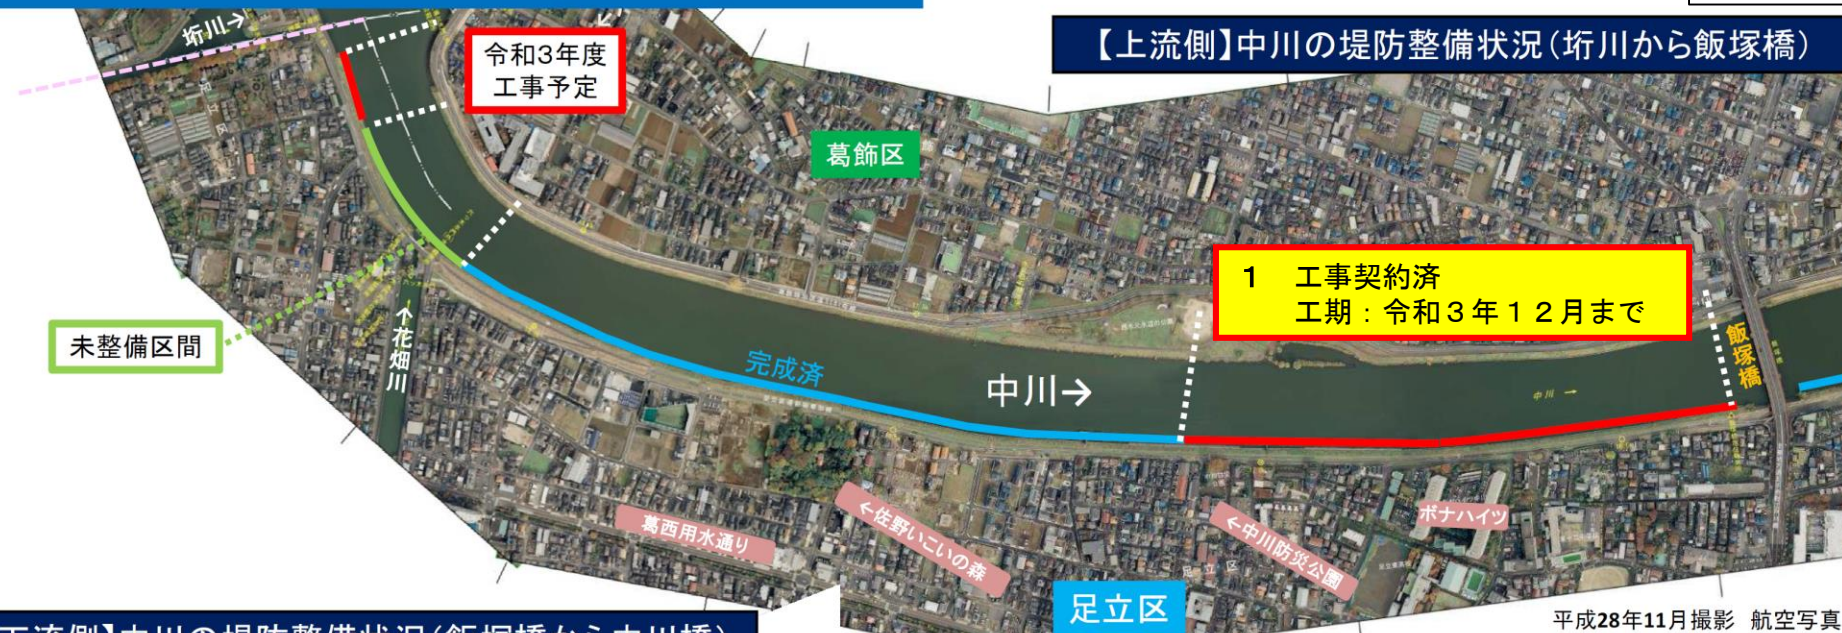 垳川→
令和3年度
工事予定
【上流側】中川の堤防整備状況(垳川から飯塚橋)
葛飾区
1 工事契約済
工期:令和3年12月まで
未整備区間
↑花畑川
完成済
中川→
飯塚橋
中川 →
葛西用水通り
←佐野いこいの森
←中川防災公園
ボナハイツ
足立区
足立区
平成28年11月撮影 航空写真